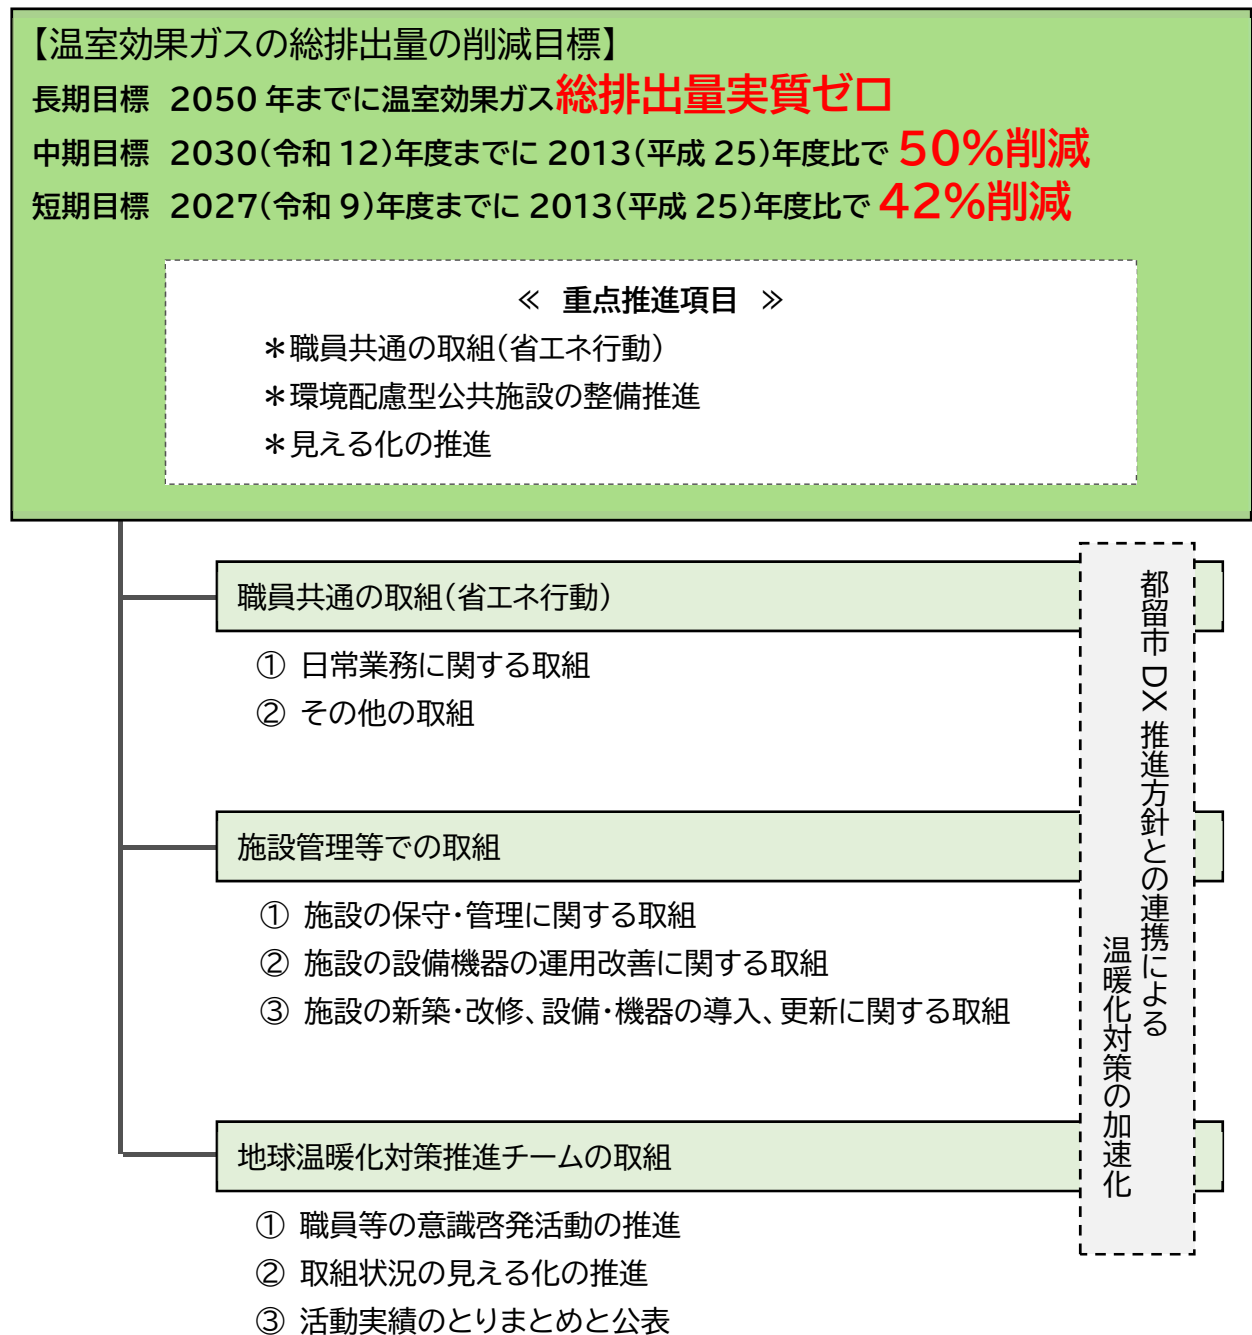 【温室効果ガスの総排出量の削減目標】
長期目標 2050年までに温室効果ガス総排出量実質ゼロ
中期目標 2030(令和12)年度までに 2013(平成25)年度比で 50%削減
短期目標 2027(令和9)年度までに 2013(平成25)年度比で 42%削減
≪ 重点推進項目 ≫
＊職員共通の取組(省エネ行動)
＊環境配慮型公共施設の整備推進
＊見える化の推進
職員共通の取組(省エネ行動)
① 日常業務に関する取組
② その他の取組
施設管理等での取組
① 施設の保守・管理に関する取組
② 施設の設備機器の運用改善に関する取組
③ 施設の新築・改修、設備・機器の導入、更新に関する取組
地球温暖化対策推進チームの取組
① 職員等の意識啓発活動の推進
② 取組状況の見える化の推進
③ 活動実績のとりまとめと公表
都留市DX推進方針との連携による
温暖化対策の加速化